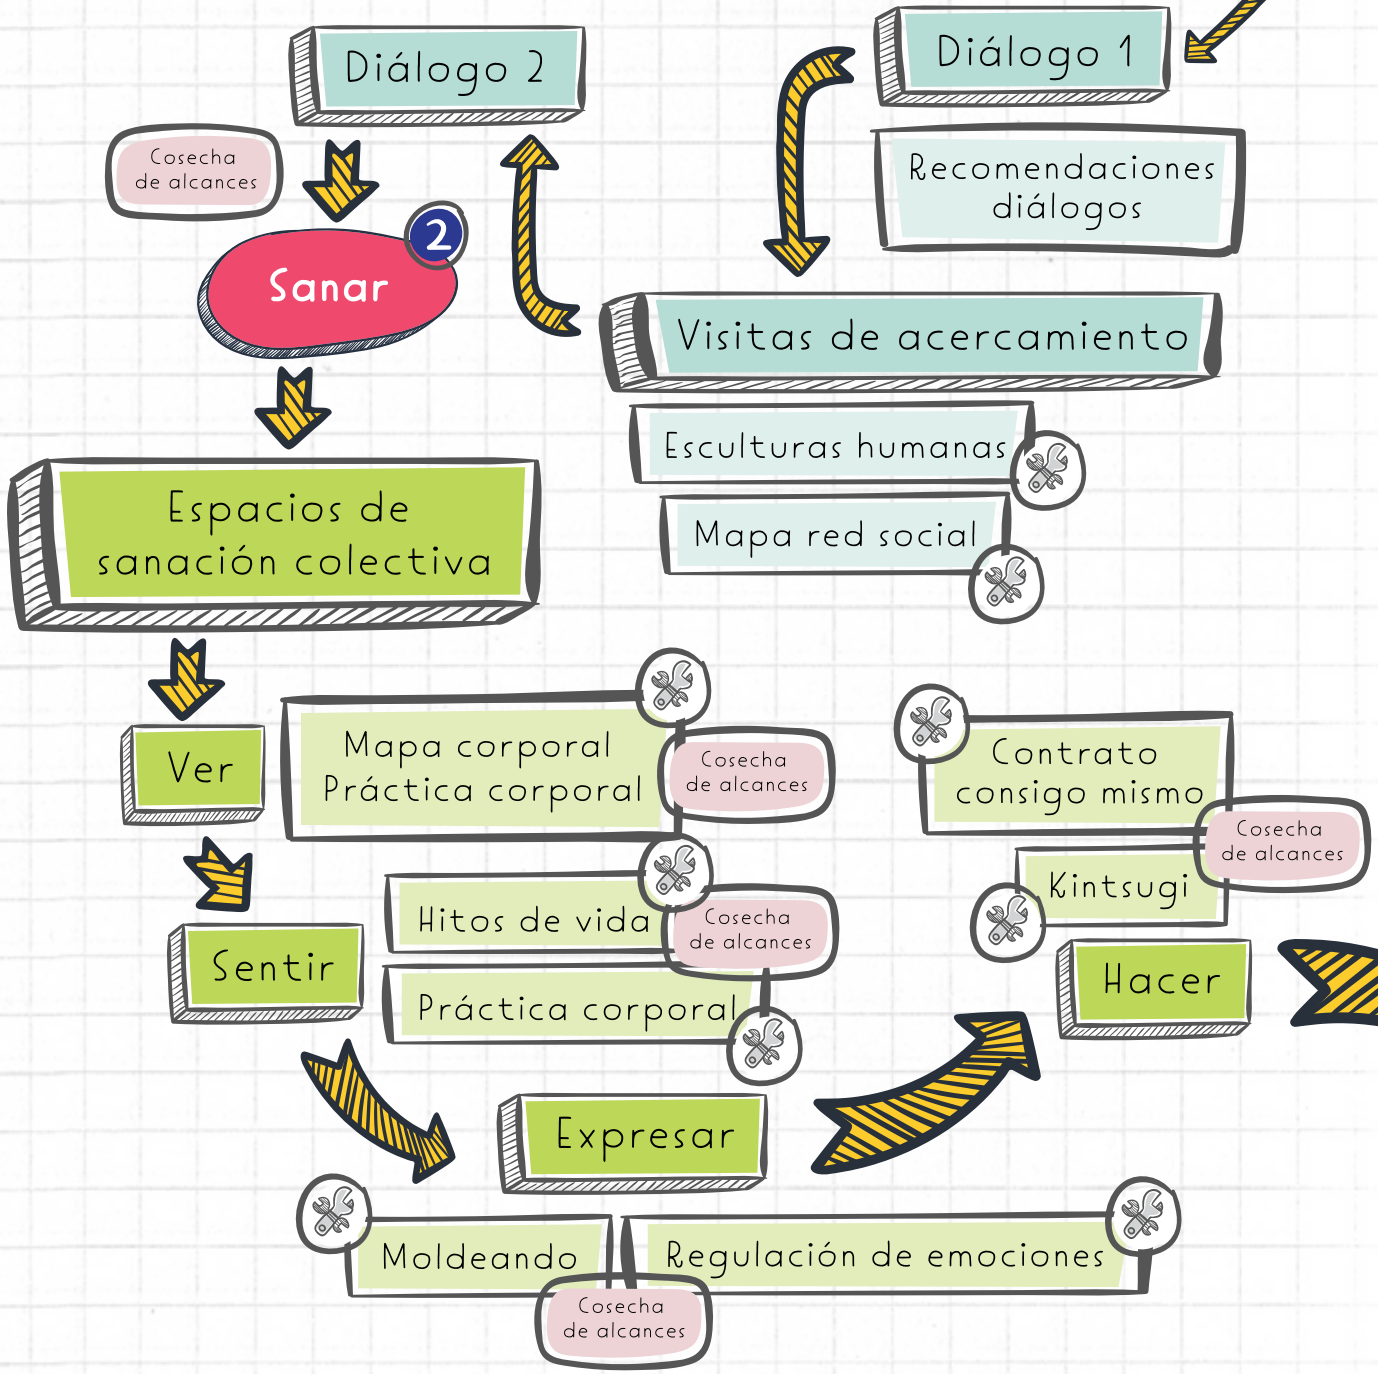 Diálogo 1
Recomendaciones
diálogos
Visitas de acercamiento
Esculturas humanas
Mapa red social
Diálogo 2
Cosecha
de alcances
2
Sanar
Espacios de
sanación colectiva
Ver
Mapa corporal
Práctica corporal
Cosecha
de alcances
Sentir
Hitos de vida
Cosecha
de alcances
Práctica corporal
Expresar
Moldeando
Regulación de emociones
Cosecha
de alcances
Contrato
consigo mismo
Cosecha
de alcances
Kintsugi
Hacer